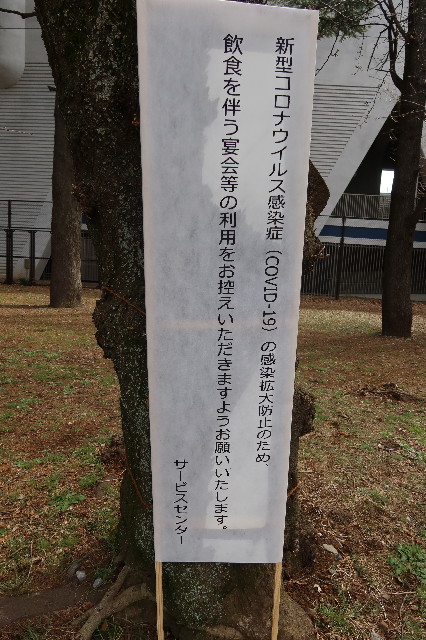 新型コロナウイルス感染症（COVID-19）の感染拡大防止のため、
飲食を伴う宴会等の利用をお控えいただきますようお願いいたします。
サービスセンター